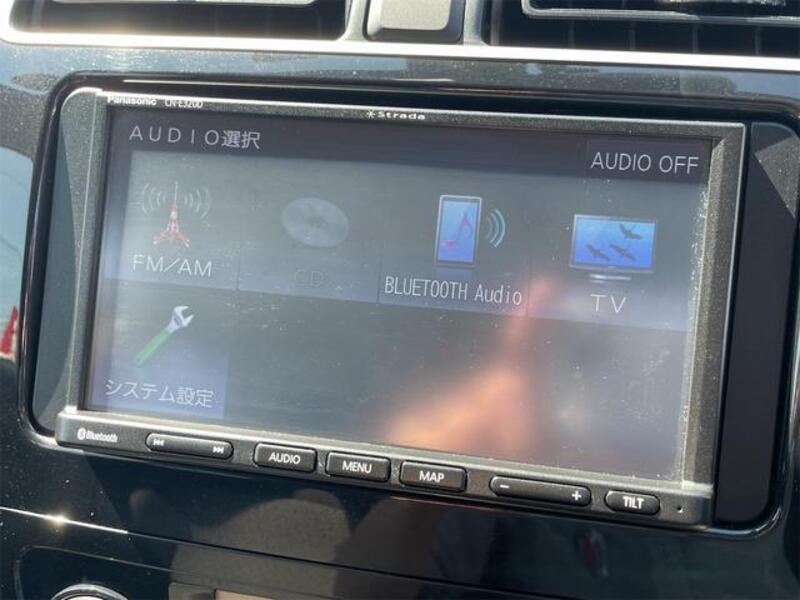 Panasonic CN-E320D
Strada
AUDIO選択
AUDIO OFF
FM/AM
CD
BLUETOOTH Audio
TV
システム設定
Bluetooth
AUDIO
MENU
MAP
− +
TILT